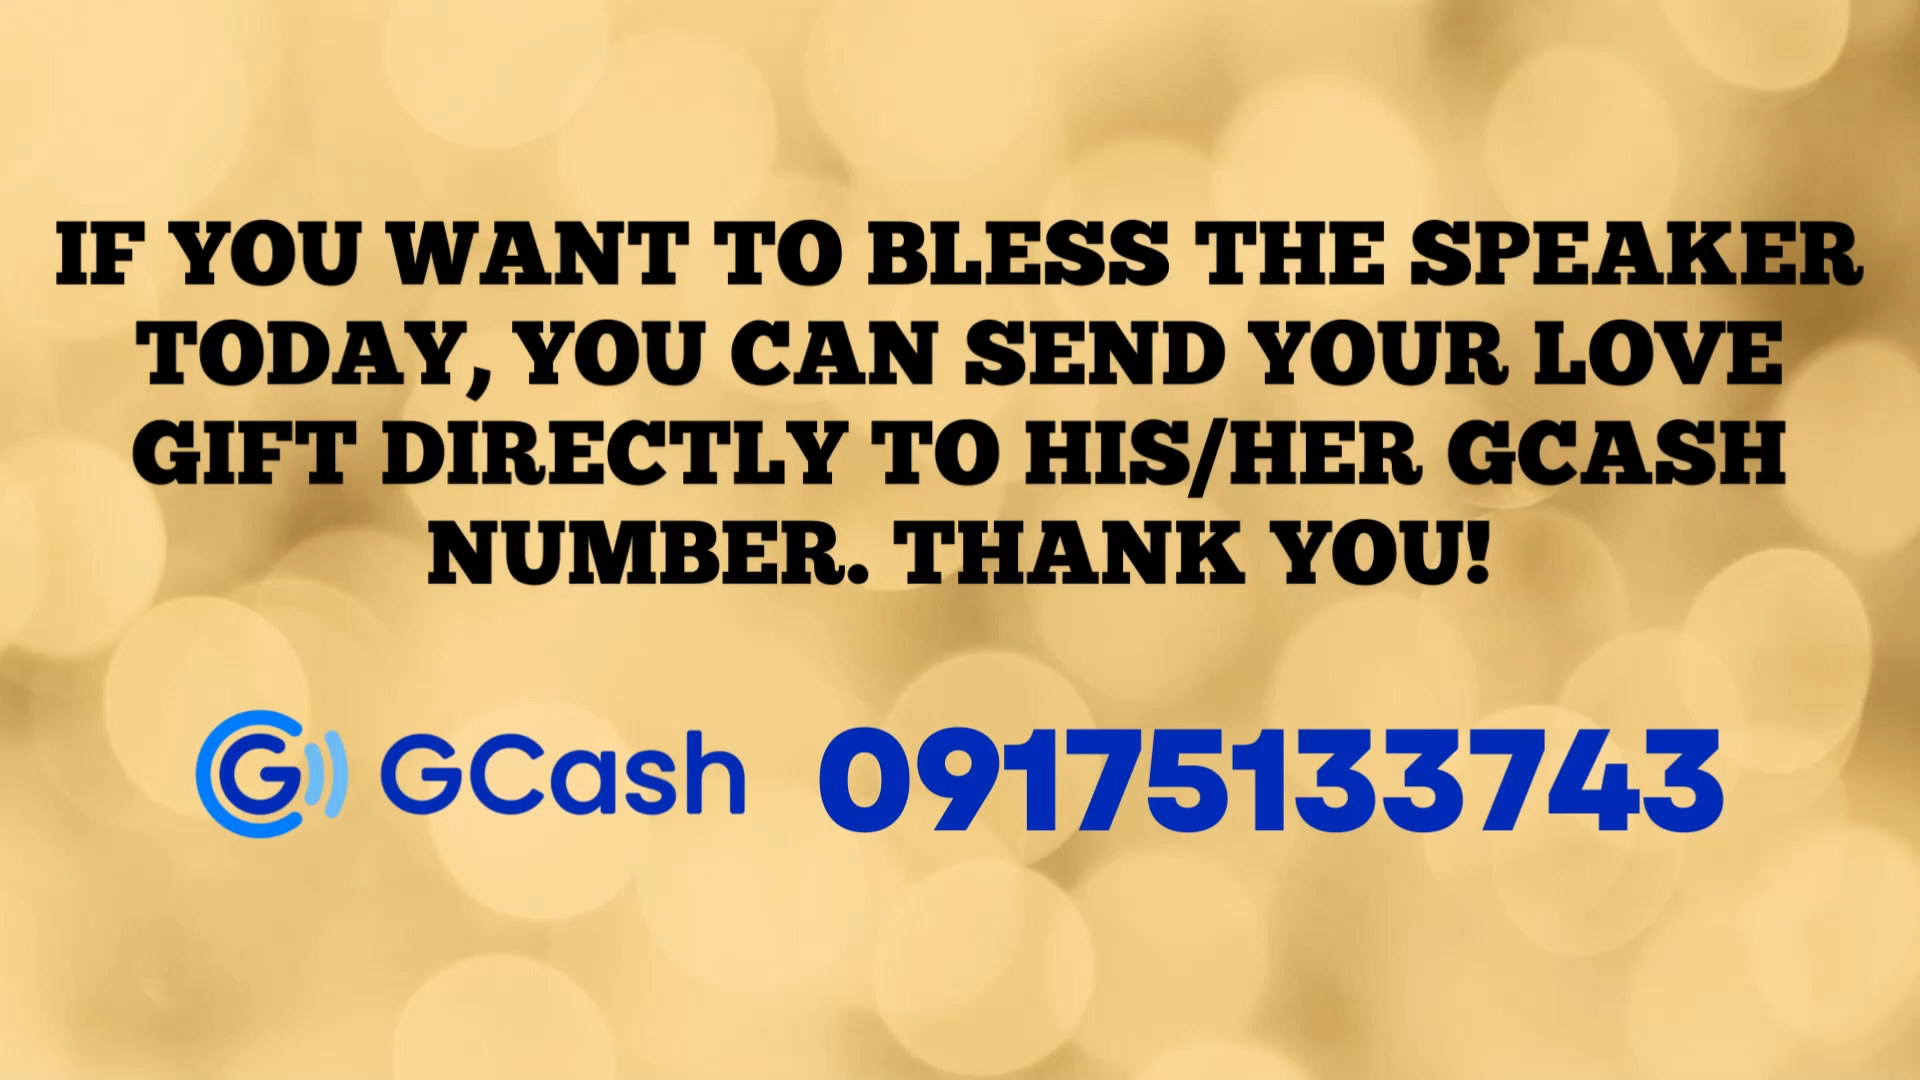 IF YOU WANT TO BLESS THE SPEAKER
TODAY, YOU CAN SEND YOUR LOVE
GIFT DIRECTLY TO HIS/HER GCASH
NUMBER. THANK YOU!
GCash 09175133743